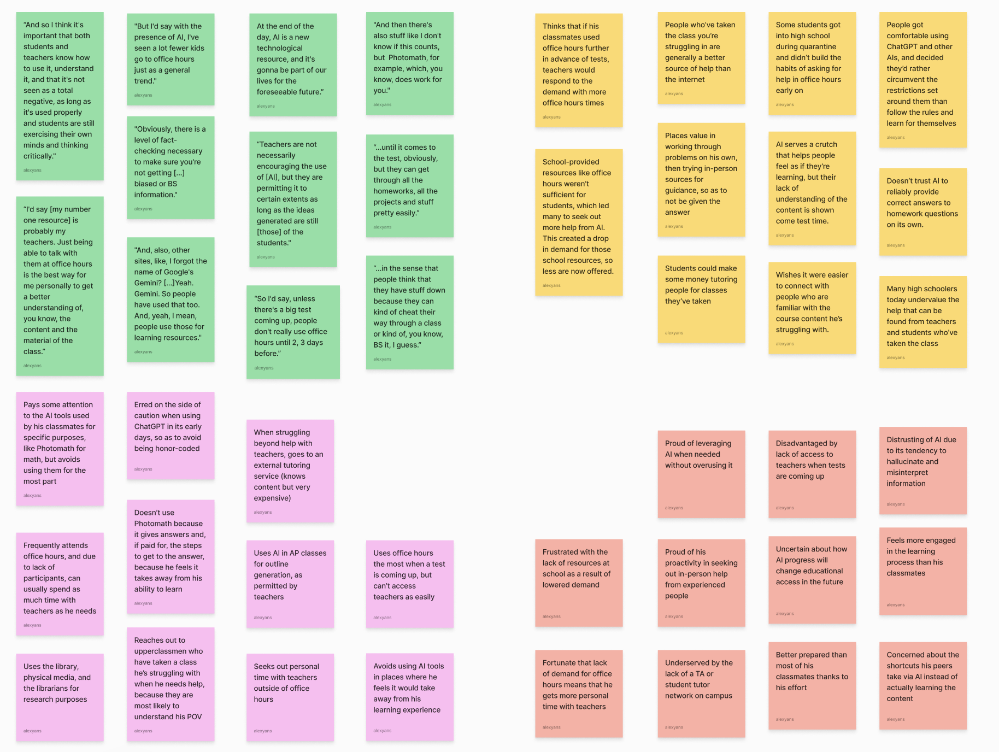 “And so I think it's
important that both
students and
teachers know how
to use it, understand
it, and that it's not
seen as a total
negative, as long as
it's used properly
and students are still
exercising their own
minds and thinking
critically."
alexyans
“I'd say [my number
one resource] is
probably my
teachers. Just being
able to talk with
them at office hours
is the best way for
me personally to get
a better
understanding of,
you know, the
content and the
material of the
class.”
alexyans
"But I'd say with the
presence of AI, I've
seen a lot fewer kids
go to office hours
just as a general
trend."
alexyans
"Obviously, there is a
level of fact-
checking necessary
to make sure you're
not getting [...]
biased or BS
information."
alexyans
"And, also, other
sites, like, I forgot the
name of Google's
Gemini? [...]Yeah.
Gemini. So people
have used that too.
And, yeah, I mean,
people use those for
learning resources."
alexyans
At the end of the
day, AI is a new
technological
resource, and it's
gonna be part of our
lives for the
foreseeable future.”
alexyans
“Teachers are not
necessarily
encouraging the use
of [AI], but they are
permitting it to
certain extents as
long as the ideas
generated are still
[those] of the
students."
alexyans
“So I'd say, unless
there's a big test
coming up, people
don't really use office
hours until 2, 3 days
before.”
alexyans
"And then there's
also stuff like I don't
know if this counts,
but Photomath, for
example, which, you
know, does work for
you."
alexyans
“...until it comes to
the test, obviously,
but they can get
through all the
homeworks, all the
projects and stuff
pretty easily.”
alexyans
“...in the sense that
people think that
they have stuff down
because they can
kind of cheat their
way through a class
or kind of, you know,
BS it, I guess.”
alexyans
Thinks that if his
classmates used
office hours further
in advance of tests,
teachers would
respond to the
demand with more
office hours times
alexyans
School-provided
resources like office
hours weren’t
sufficient for
students, which led
many to seek out
more help from AI.
This created a drop
in demand for those
school resources, so
less are now offered.
alexyans
People who’ve taken
the class you’re
struggling in are
generally a better
source of help than
the internet
alexyans
Places value in
working through
problems on his own,
then trying in-person
sources for
guidance, so as to
not be given the
answer
alexyans
Students could make
some money tutoring
people for classes
they’ve taken
alexyans
Some students got
into high school
during quarantine
and didn’t build the
habits of asking for
help in office hours
early on
alexyans
AI serves a crutch
that helps people
feel as if they’re
learning, but their
lack of
understanding of the
content is shown
come test time.
alexyans
Wishes it were easier
to connect with
people who are
familiar with the
course content he’s
struggling with.
alexyans
People got
comfortable using
ChatGPT and other
AIs, and decided
they’d rather
circumvent the
restrictions set
around them than
follow the rules and
learn for themselves
alexyans
Doesn’t trust AI to
reliably provide
correct answers to
homework questions
on its own.
alexyans
Many high schoolers
today undervalue the
help that can be
found from teachers
and students who’ve
taken the class
alexyans
Pays some attention
to the AI tools used
by his classmates for
specific purposes,
like Photomath for
math, but avoids
using them for the
most part
alexyans
Frequently attends
office hours, and due
to lack of
participants, can
usually spend as
much time with
teachers as he needs
alexyans
Uses the library,
physical media, and
the librarians for
research purposes
alexyans
Erred on the side of
caution when using
ChatGPT in its early
days, so as to avoid
being honor-coded
alexyans
Doesn’t use
Photomath because
it gives answers and,
if paid for, the steps
to get to the answer,
because he feels it
takes away from his
ability to learn
alexyans
Reaches out to
upperclassmen who
have taken a class
he’s struggling with
when he needs help,
because they are
most likely to
understand his POV
alexyans
When struggling
beyond help with
teachers, goes to an
external tutoring
service (knows
content but very
expensive)
alexyans
Uses AI in AP classes
for outline
generation, as
permitted by
teachers
alexyans
Seeks out personal
time with teachers
outside of office
hours
alexyans
Uses office hours
the most when a test
is coming up, but
can’t access
teachers as easily
alexyans
Avoids using AI tools
in places where he
feels it would take
away from his
learning experience
alexyans
Frustrated with the
lack of resources at
school as a result of
lowered demand
alexyans
Fortunate that lack
of demand for office
hours means that he
gets more personal
time with teachers
alexyans
Proud of leveraging
AI when needed
without overusing it
alexyans
Proud of his
proactivity in seeking
out in-person help
from experienced
people
alexyans
Underserved by the
lack of a TA or
student tutor
network on campus
alexyans
Disadvantaged by
lack of access to
teachers when tests
are coming up
alexyans
Uncertain about how
AI progress will
change educational
access in the future
alexyans
Better prepared than
most of his
classmates thanks to
his effort
alexyans
Distrusting of AI due
to its tendency to
hallucinate and
misinterpret
information
alexyans
Feels more engaged
in the learning
process than his
classmates
alexyans
Concerned about the
shortcuts his peers
take via AI instead of
actually learning the
content
alexyans